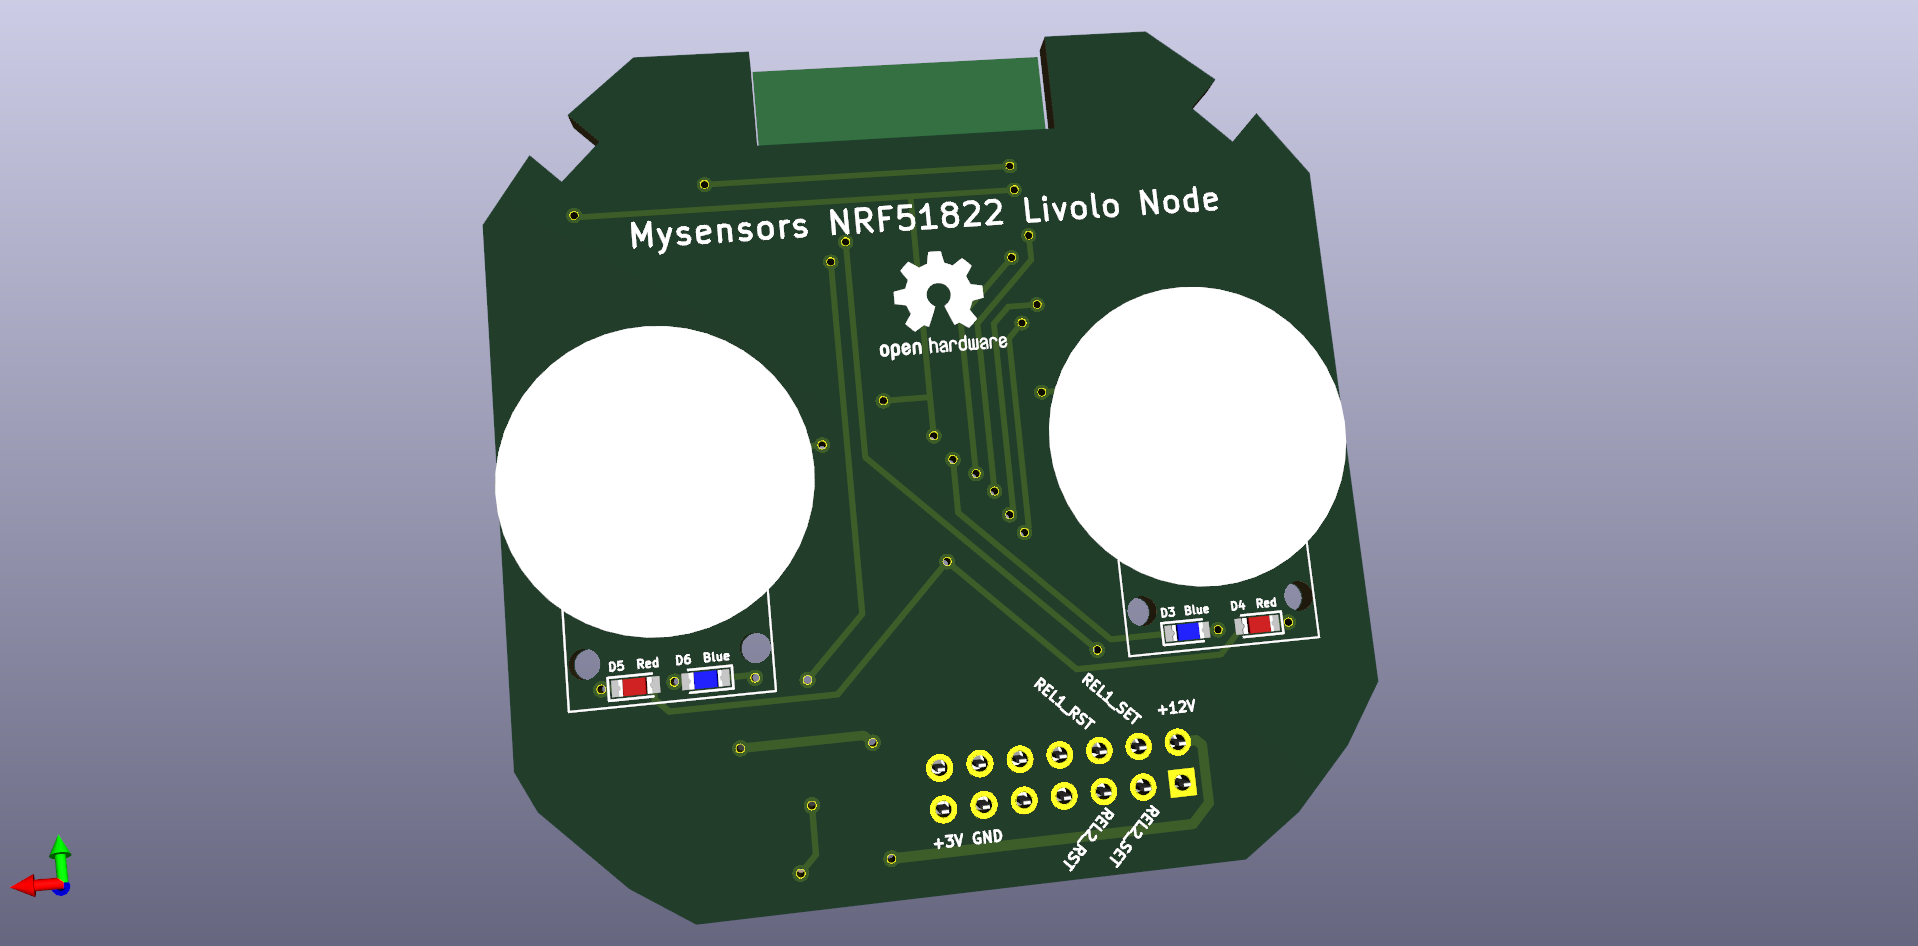 Mysensors NRF51822 Livolo Node
open hardware
D3 Blue D4 Red
D5 Red D6 Blue
REL1_RST
REL1_SET
+12V
+3V GND
REL2_RST
REL2_SET